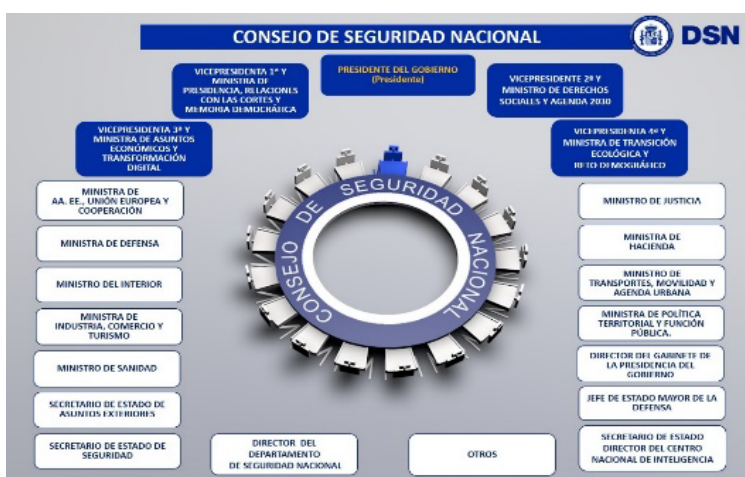 CONSEJO DE SEGURIDAD NACIONAL
DSN
VICEPRESIDENTA 1ª Y
MINISTRA DE
PRESIDENCIA, RELACIONES
CON LAS CORTES Y
MEMORIA DEMOCRÁTICA
PRESIDENTE DEL GOBIERNO
(Presidente)
VICEPRESIDENTE 2º Y
MINISTRO DE DERECHOS
SOCIALES Y AGENDA 2030
VICEPRESIDENTA 3ª Y
MINISTRA DE ASUNTOS
ECONÓMICOS Y
TRANSFORMACIÓN
DIGITAL
VICEPRESIDENTA 4ª Y
MINISTRA DE TRANSICIÓN
ECOLÓGICA Y
RETO DEMOGRÁFICO
CONSEJO DE SEGURIDAD NACIONAL
MINISTRA DE
AA. EE., UNIÓN EUROPEA Y
COOPERACIÓN
MINISTRA DE DEFENSA
MINISTRO DEL INTERIOR
MINISTRA DE
INDUSTRIA, COMERCIO Y
TURISMO
MINISTRO DE SANIDAD
SECRETARIO DE ESTADO DE
ASUNTOS EXTERIORES
SECRETARIO DE ESTADO DE
SEGURIDAD
DIRECTOR DEL
DEPARTAMENTO
DE SEGURIDAD NACIONAL
OTROS
MINISTRO DE JUSTICIA
MINISTRA DE
HACIENDA
MINISTRO DE
TRANSPORTES, MOVILIDAD Y
AGENDA URBANA
MINISTRA DE POLÍTICA
TERRITORIAL Y FUNCIÓN
PÚBLICA.
DIRECTOR DEL GABINETE DE
LA PRESIDENCIA DEL
GOBIERNO
JEFE DE ESTADO MAYOR DE LA
DEFENSA
SECRETARIO DE ESTADO
DIRECTOR DEL CENTRO
NACIONAL DE INTELIGENCIA